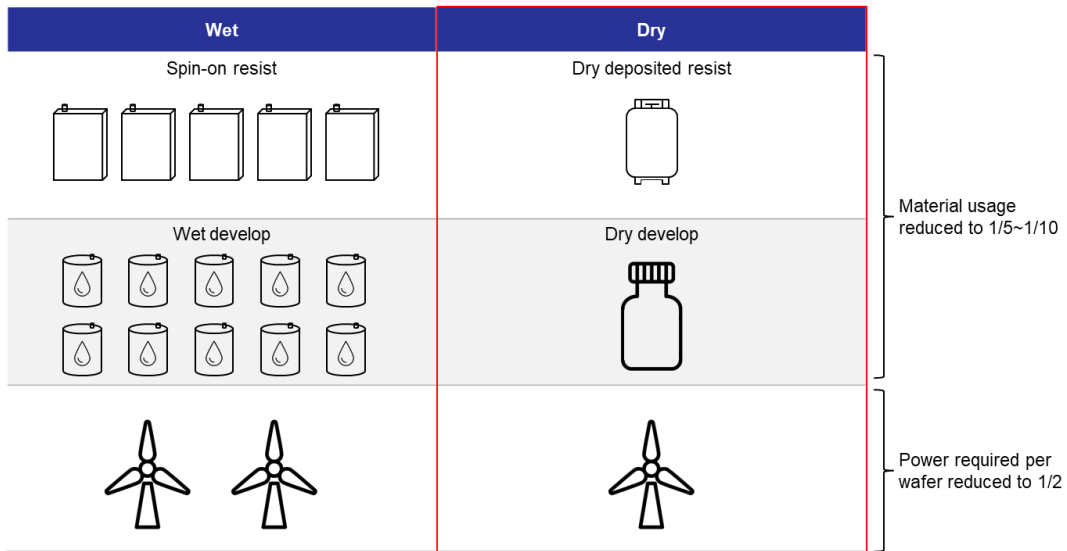 Wet
Dry
Spin-on resist
Dry deposited resist
Wet develop
Dry develop
Material usage
reduced to 1/5~1/10
Power required per
wafer reduced to 1/2